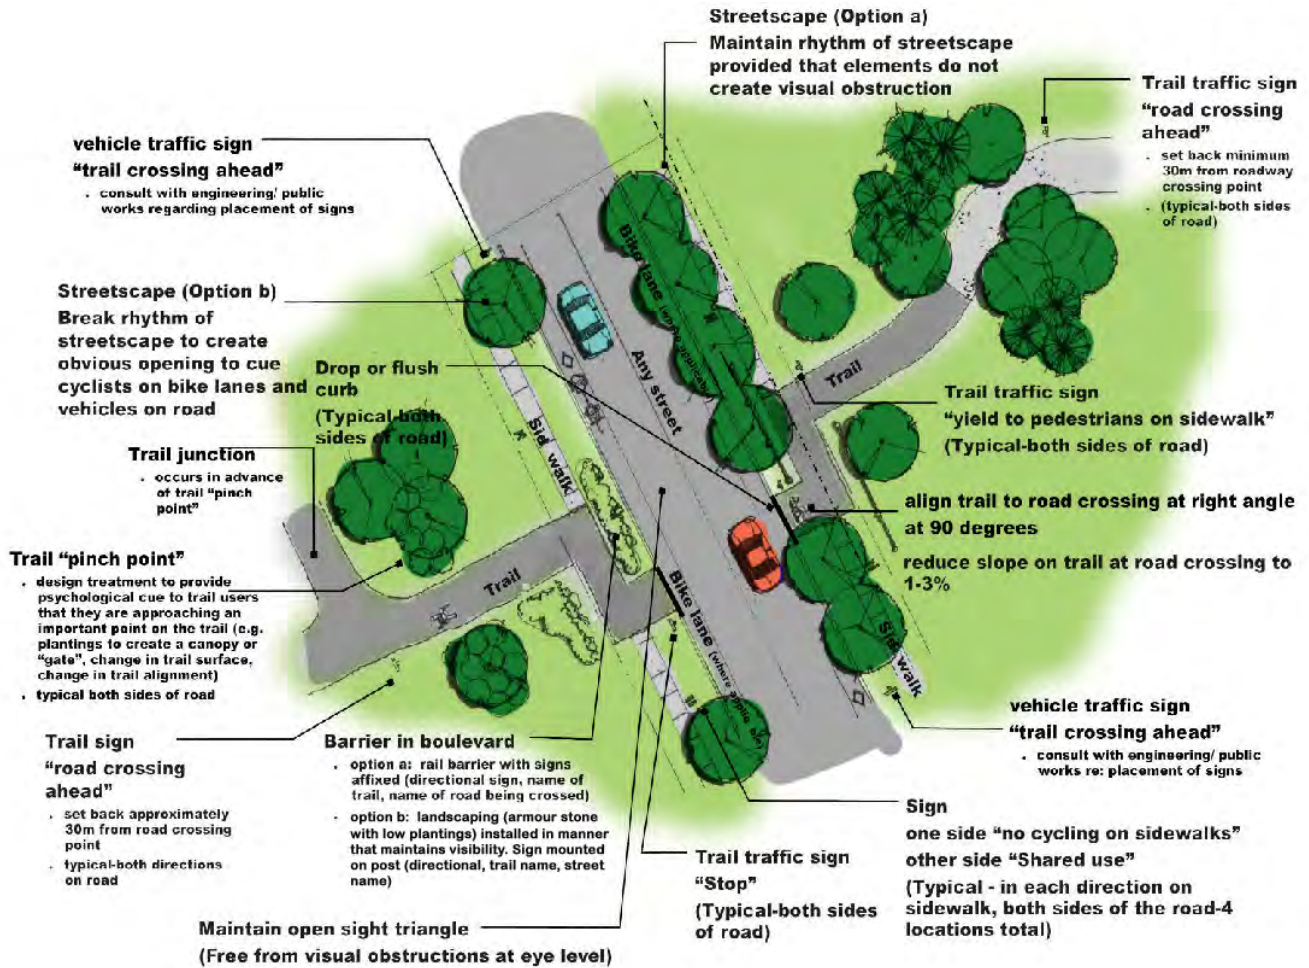 Streetscape (Option a)
Maintain rhythm of streetscape
provided that elements do not
create visual obstruction
Trail traffic sign
“road crossing
ahead”
. set back minimum
30m from roadway
crossing point
. (typical-both sides
of road)
vehicle traffic sign
“trail crossing ahead”
. consult with engineering/ public
works regarding placement of signs
Streetscape (Option b)
Break rhythm of
streetscape to create
obvious opening to cue
cyclists on bike lanes and
vehicles on road
Drop or flush
curb
(Typical-both
sides of road)
Trail junction
. occurs in advance
of trail “pinch
point”
Trail “pinch point”
. design treatment to provide
psychological cue to trail users
that they are approaching an
important point on the trail (e.g.
plantings to create a canopy or
“gate”, change in trail surface,
change in trail alignment)
. typical both sides of road
Bike lane (where applicab
Any street
Sid walk
Trail
Trail
Trail traffic sign
“yield to pedestrians on sidewalk”
(Typical-both sides of road)
align trail to road crossing at right angle
at 90 degrees
reduce slope on trail at road crossing to
1-3%
Bike lane (where applic
Sid walk
vehicle traffic sign
“trail crossing ahead”
. consult with engineering/ public
works re: placement of signs
Trail sign
“road crossing
ahead”
. set back approximately
30m from road crossing
point
. typical-both directions
on road
Barrier in boulevard
. option a: rail barrier with signs
affixed (directional sign, name of
trail, name of road being crossed)
. option b: landscaping (armour stone
with low plantings) installed in manner
that maintains visibility. Sign mounted
on post (directional, trail name, street
name)
Trail traffic sign
“Stop”
(Typical-both sides
of road)
Sign
one side “no cycling on sidewalks”
other side “Shared use”
(Typical - in each direction on
sidewalk, both sides of the road-4
locations total)
Maintain open sight triangle
(Free from visual obstructions at eye level)